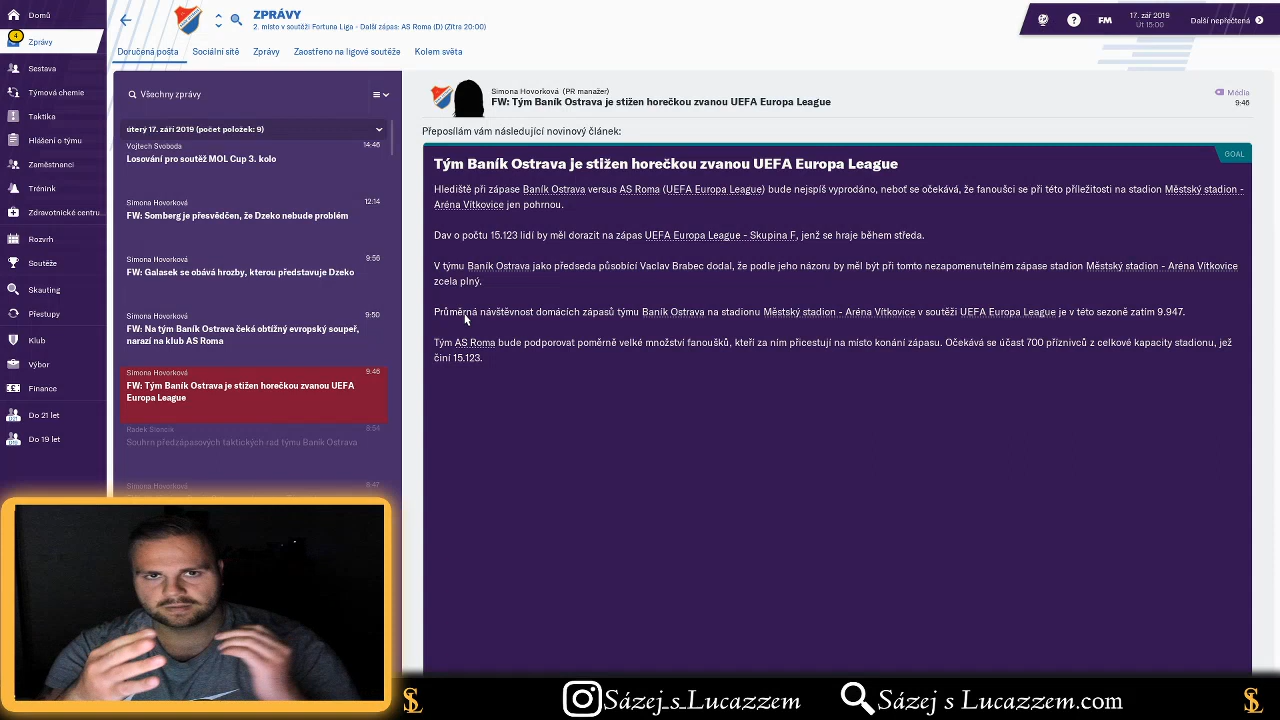 Domů
4
Zprávy
Sestava
Týmová chemie
Taktika
Hlášení o týmu
Zaměstnanci
Trénink
Zdravotnické centru...
Rozvrh
Soutěže
Skauting
Přestupy
Klub
Výbor
Finance
Do 21 let
Do 19 let
ZPRÁVY
2. místo v soutěži Fortuna Liga - Další zápas: AS Roma (D) (Zítra 20:00)
FM
17. zář 2019
Út 15:00
Další nepřečtená
Doručená pošta
Sociální sítě
Zprávy
Zaostřeno na ligové soutěže
Kolem světa
Všechny zprávy
úterý 17. září 2019 (počet položek: 9)
Vojtech Svoboda 14:46
Losování pro soutěž MOL Cup 3. kolo
Simona Hovorková 12:14
FW: Somberg je přesvědčen, že Dzeko nebude problém
Simona Hovorková 9:56
FW: Galasek se obává hrozby, kterou představuje Dzeko
Simona Hovorková 9:50
FW: Na tým Baník Ostrava čeká obtížný evropský soupeř,
narazí na klub AS Roma
Simona Hovorková 9:46
FW: Tým Baník Ostrava je stižen horečkou zvanou UEFA
Europa League
Radek Slencik 8:54
Souhrn předzápasových taktických rad týmu Baník Ostrava
Simona Hovorková 8:47
Simona Hovorková (PR manažer)
FW: Tým Baník Ostrava je stižen horečkou zvanou UEFA Europa League
Média
9:46
Přeposílám vám následující novinový článek:
GOAL
Tým Baník Ostrava je stižen horečkou zvanou UEFA Europa League
Hlediště při zápase Baník Ostrava versus AS Roma (UEFA Europa League) bude nejspíš vyprodáno, neboť se očekává, že fanoušci se při této příležitosti na stadion Městský stadion -
Aréna Vítkovice jen pohrnou.
Dav o počtu 15.123 lidí by měl dorazit na zápas UEFA Europa League - Skupina F, jenž se hraje během středa.
V týmu Baník Ostrava jako předseda působící Vaclav Brabec dodal, že podle jeho názoru by měl být při tomto nezapomenutelném zápase stadion Městský stadion - Aréna Vítkovice
zcela plný.
Průměrná návštěvnost domácích zápasů týmu Baník Ostrava na stadionu Městský stadion - Aréna Vítkovice v soutěži UEFA Europa League je v této sezoně zatím 9.947.
Tým AS Roma bude podporovat poměrně velké množství fanoušků, kteří za ním přicestují na místo konání zápasu. Očekává se účast 700 příznivců z celkové kapacity stadionu, jež
činí 15.123.
Sázej_s_Lucazzem
Sázej s Lucazzem.com